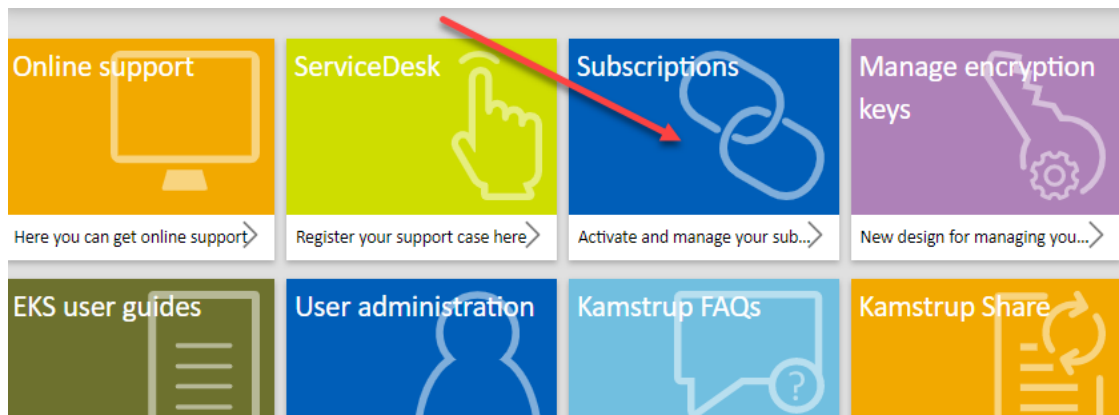 Online support
ServiceDesk
Subscriptions
Manage encryption
keys
Here you can get online support
Register your support case here
Activate and manage your sub...
New design for managing you...
EKS user guides
User administration
Kamstrup FAQs
Kamstrup Share
?